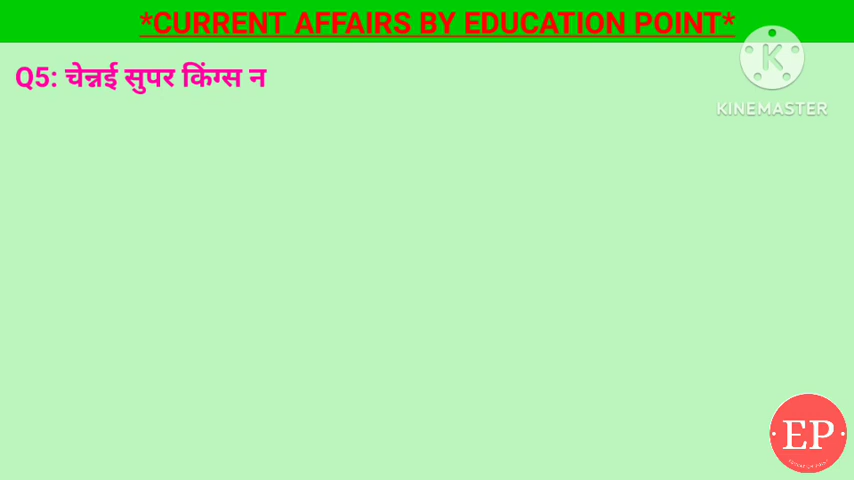 *CURRENT AFFAIRS BY EDUCATION POINT*
Q5: चेन्नई सुपर किंग्स न
K
KINEMASTER
EP